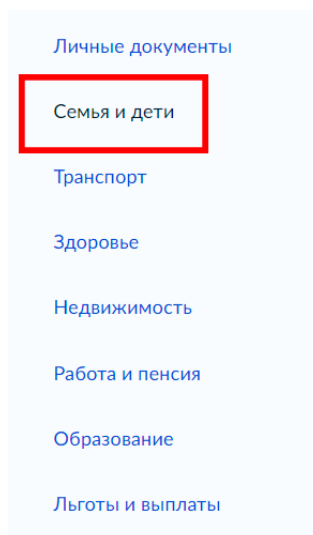 Личные документы
Семья и дети
Транспорт
Здоровье
Недвижимость
Работа и пенсия
Образование
Льготы и выплаты